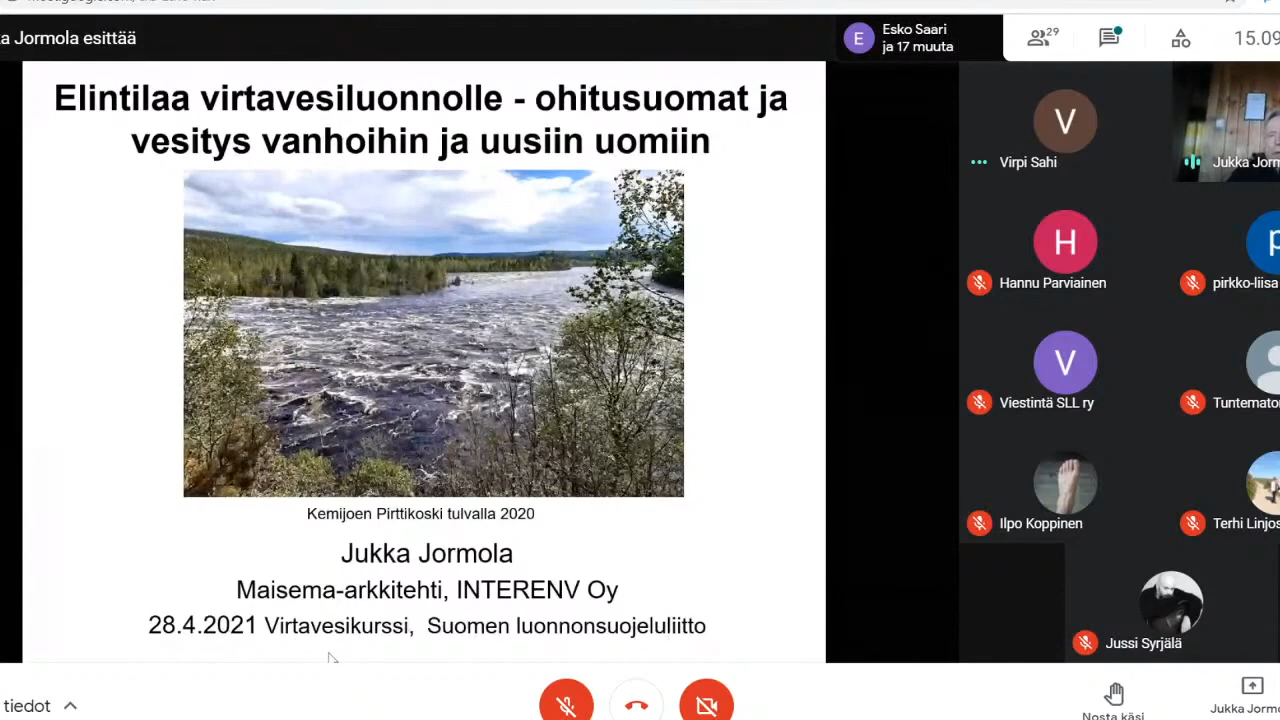 a Jormola esittää
E
Esko Saari
ja 17 muuta
29
15.09
Elintilaa virtavesiluonnolle - ohitusuomat ja
vesitys vanhoihin ja uusiin uomiin
Kemijoen Pirttikoski tulvalla 2020
Jukka Jormola
Maisema-arkkitehti, INTERENV Oy
28.4.2021 Virtavesikurssi, Suomen luonnonsuojeluliitto
V
Virpi Sahi
Jukka Jorm
H
Hannu Parviainen
p
pirkko-liisa
V
Viestintä SLL ry
Tuntemato
Ilpo Koppinen
Terhi Linjos
Jussi Syrjälä
tiedot
Nosta käsi
Jukka Jormo